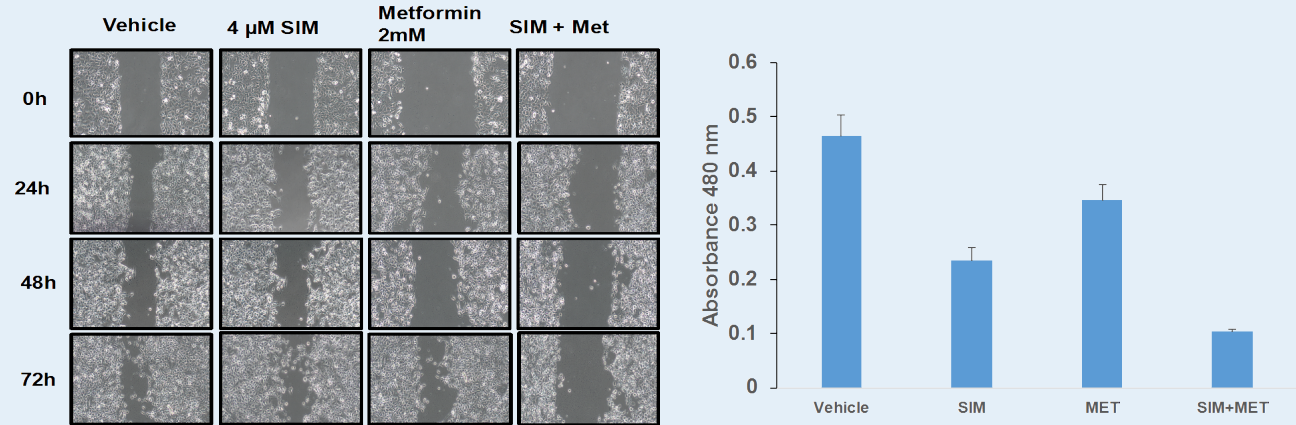 Vehicle
4 µM SIM
Metformin
2mM
SIM + Met
0h
24h
48h
72h
Absorbance 480 nm
0.6
0.5
0.4
0.3
0.2
0.1
0
Vehicle
SIM
MET
SIM+MET